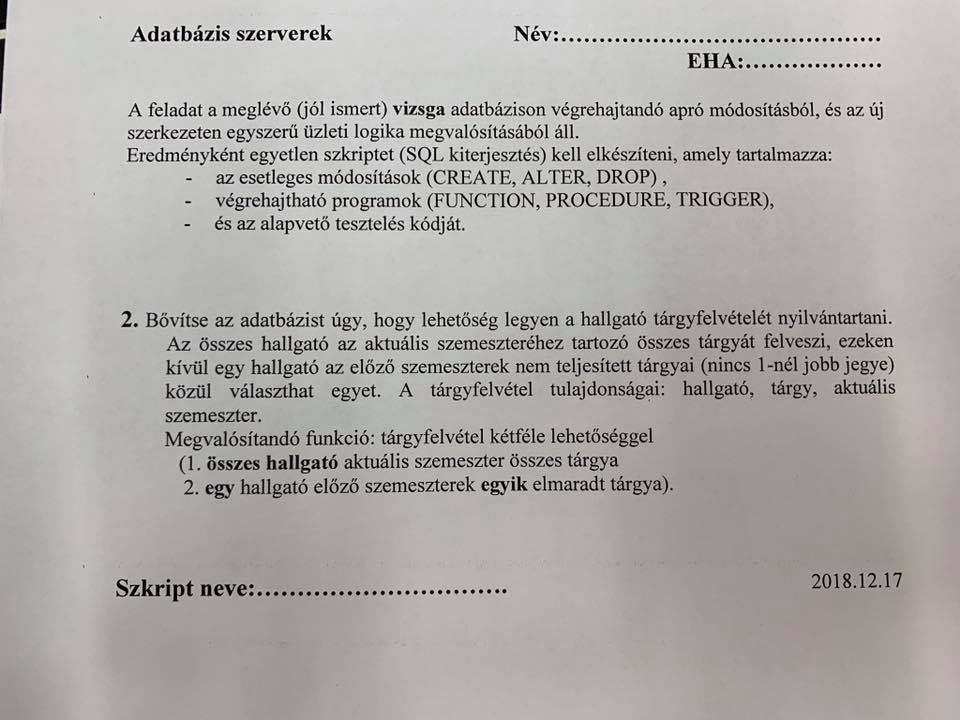 Adatbázis szerverek Név:..........................................
EHA:..................
A feladat a meglévő (jól ismert) vizsga adatbázison végrehajtandó apró módosításból, és az új
szerkezeten egyszerű üzleti logika megvalósításából áll.
Eredményként egyetlen szkriptet (SQL kiterjesztés) kell elkészíteni, amely tartalmazza:
- az esetleges módosítások (CREATE, ALTER, DROP) ,
- végrehajtható programok (FUNCTION, PROCEDURE, TRIGGER),
- és az alapvető tesztelés kódját.
2. Bővítse az adatbázist úgy, hogy lehetőség legyen a hallgató tárgyfelvételét nyilvántartani.
Az összes hallgató az aktuális szemeszteréhez tartozó összes tárgyát felveszi, ezeken
kívül egy hallgató az előző szemeszterek nem teljesített tárgyai (nincs 1-nél jobb jegye)
közül választhat egyet. A tárgyfelvétel tulajdonságai: hallgató, tárgy, aktuális
szemeszter.
Megvalósítandó funkció: tárgyfelvétel kétféle lehetőséggel
(1. összes hallgató aktuális szemeszter összes tárgya
2. egy hallgató előző szemeszterek egyik elmaradt tárgya).
Szkript neve:................................. 2018.12.17